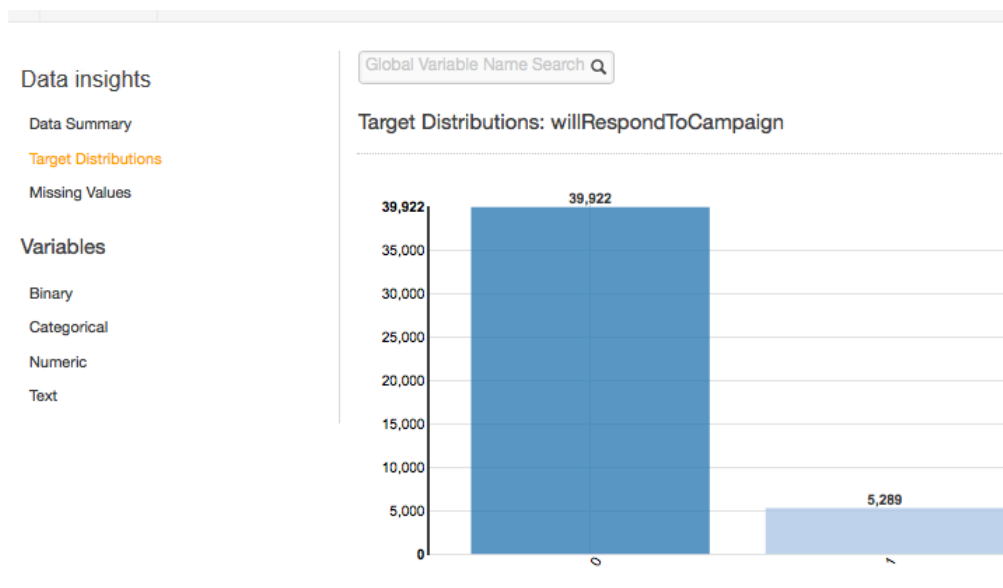 Data insights
Data Summary
Target Distributions
Missing Values
Variables
Binary
Categorical
Numeric
Text
Global Variable Name Search
Target Distributions: willRespondToCampaign
39,922
39,922
35,000
30,000
25,000
20,000
15,000
10,000
5,289
5,000
0
0
1